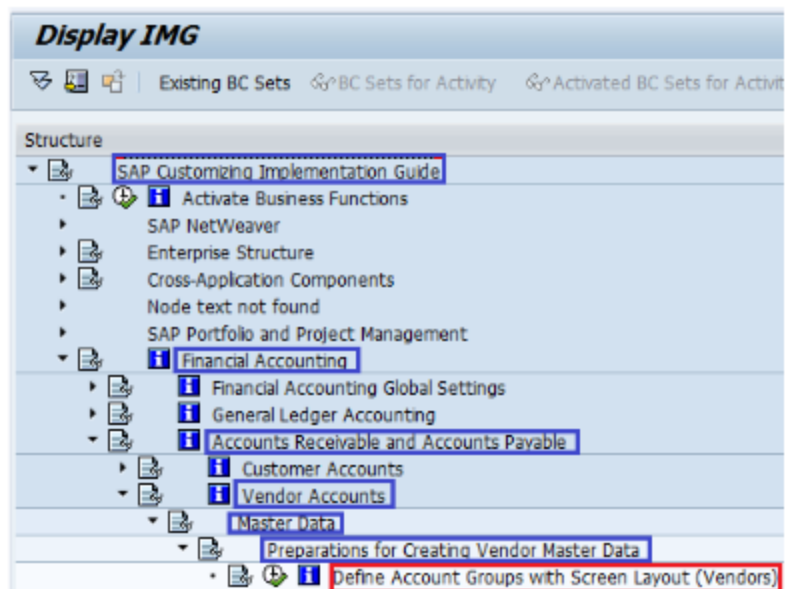 Display IMG
Existing BC Sets BC Sets for Activity Activated BC Sets for Activit
Structure
SAP Customizing Implementation Guide
Activate Business Functions
SAP NetWeaver
Enterprise Structure
Cross-Application Components
Node text not found
SAP Portfolio and Project Management
Financial Accounting
Financial Accounting Global Settings
General Ledger Accounting
Accounts Receivable and Accounts Payable
Customer Accounts
Vendor Accounts
Master Data
Preparations for Creating Vendor Master Data
Define Account Groups with Screen Layout (Vendors)